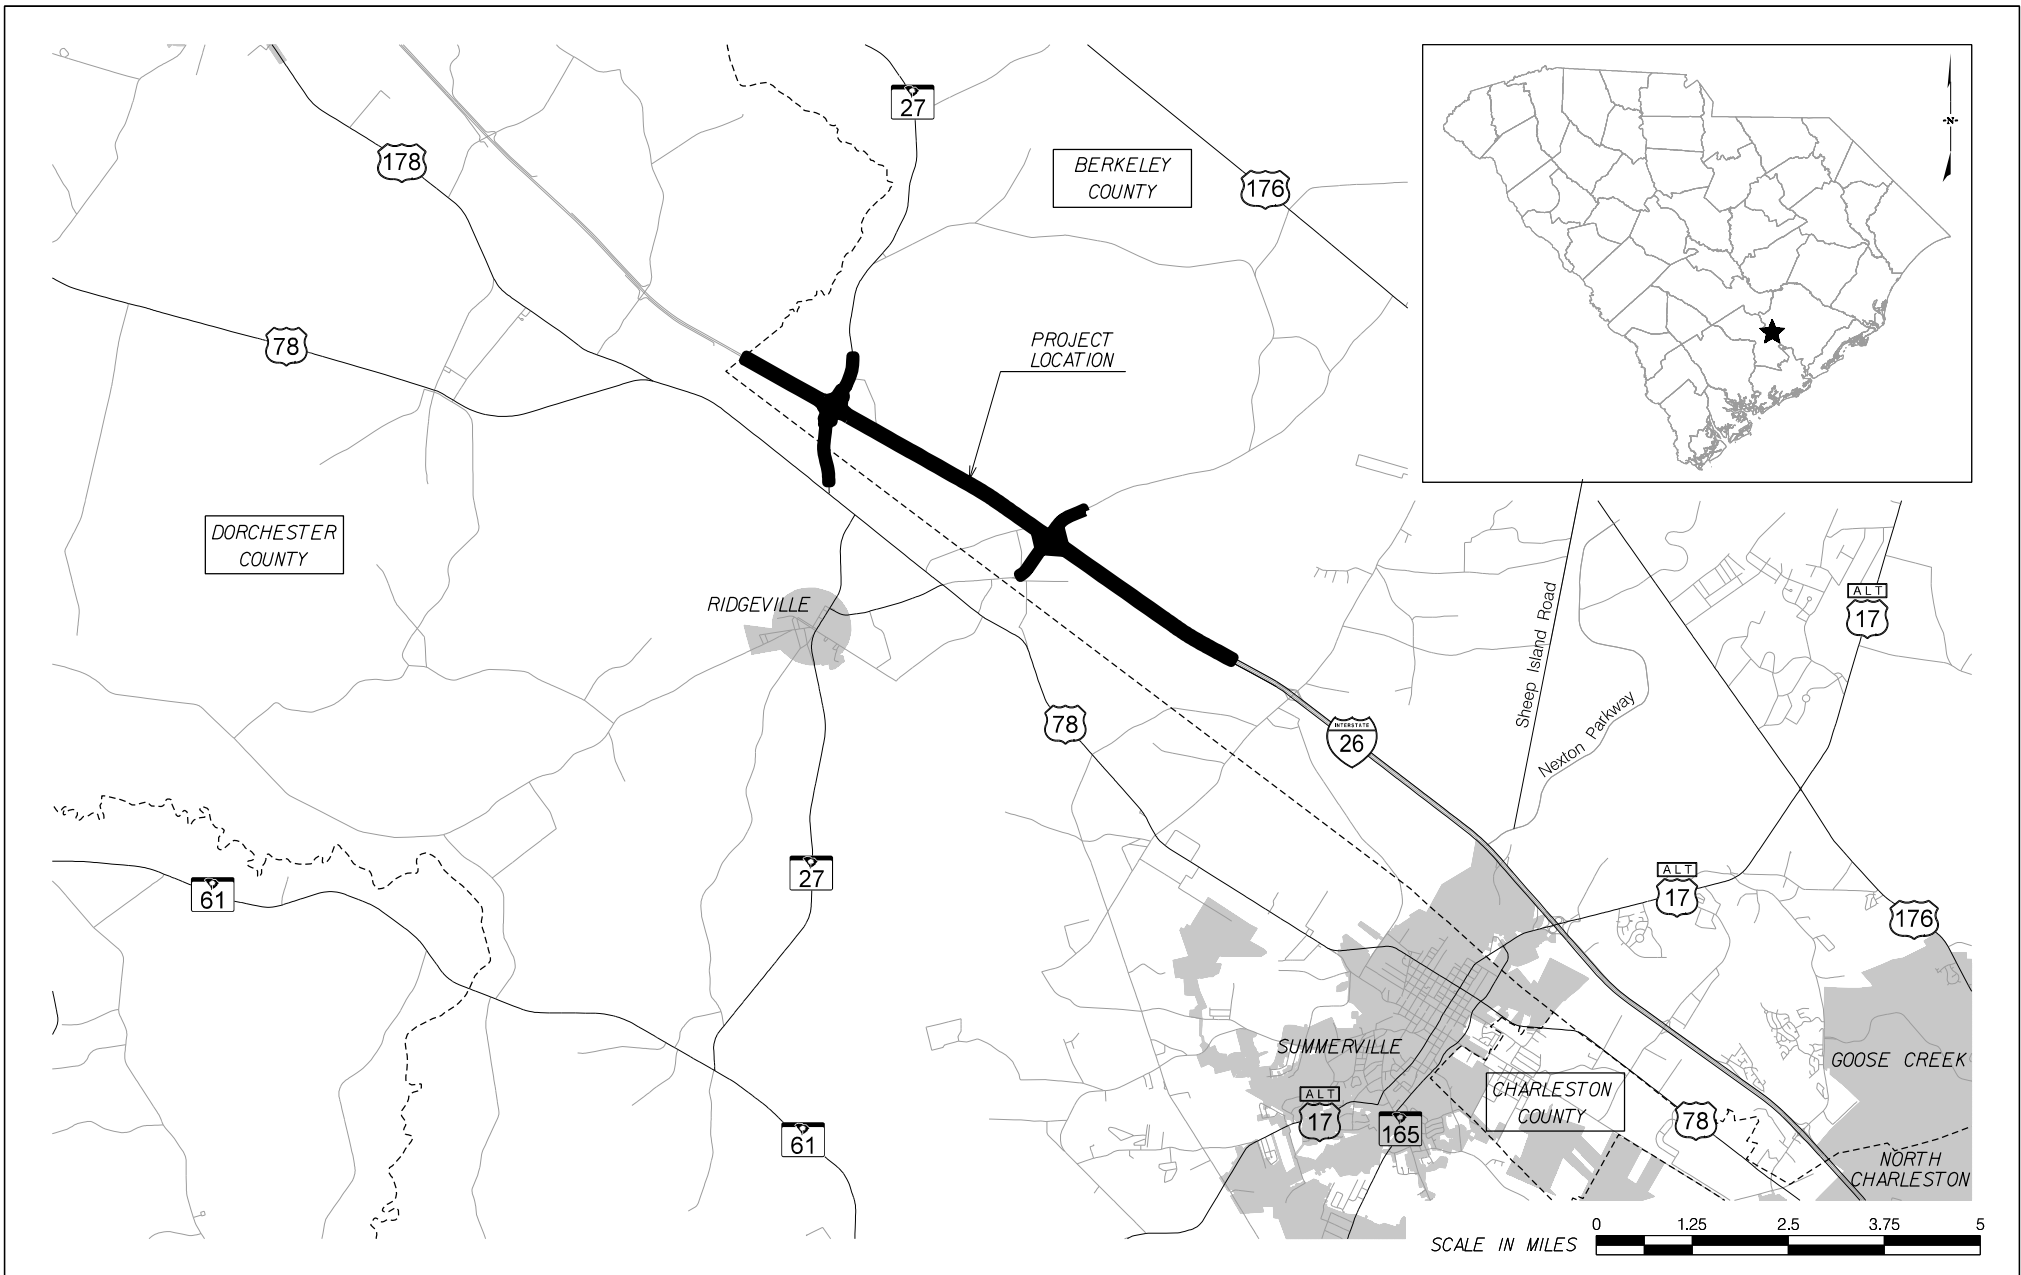 27
178
BERKELEY
COUNTY
176
N
78
PROJECT
LOCATION
DORCHESTER
COUNTY
RIDGEVILLE
Sheep Island Road
ALT
17
78
INTERSTATE
26
Nexton Parkway
27
61
ALT
17
176
SUMMERVILLE
GOOSE CREEK
CHARLESTON
COUNTY
ALT
17
165
78
61
NORTH
CHARLESTON
0 1.25 2.5 3.75 5
SCALE IN MILES